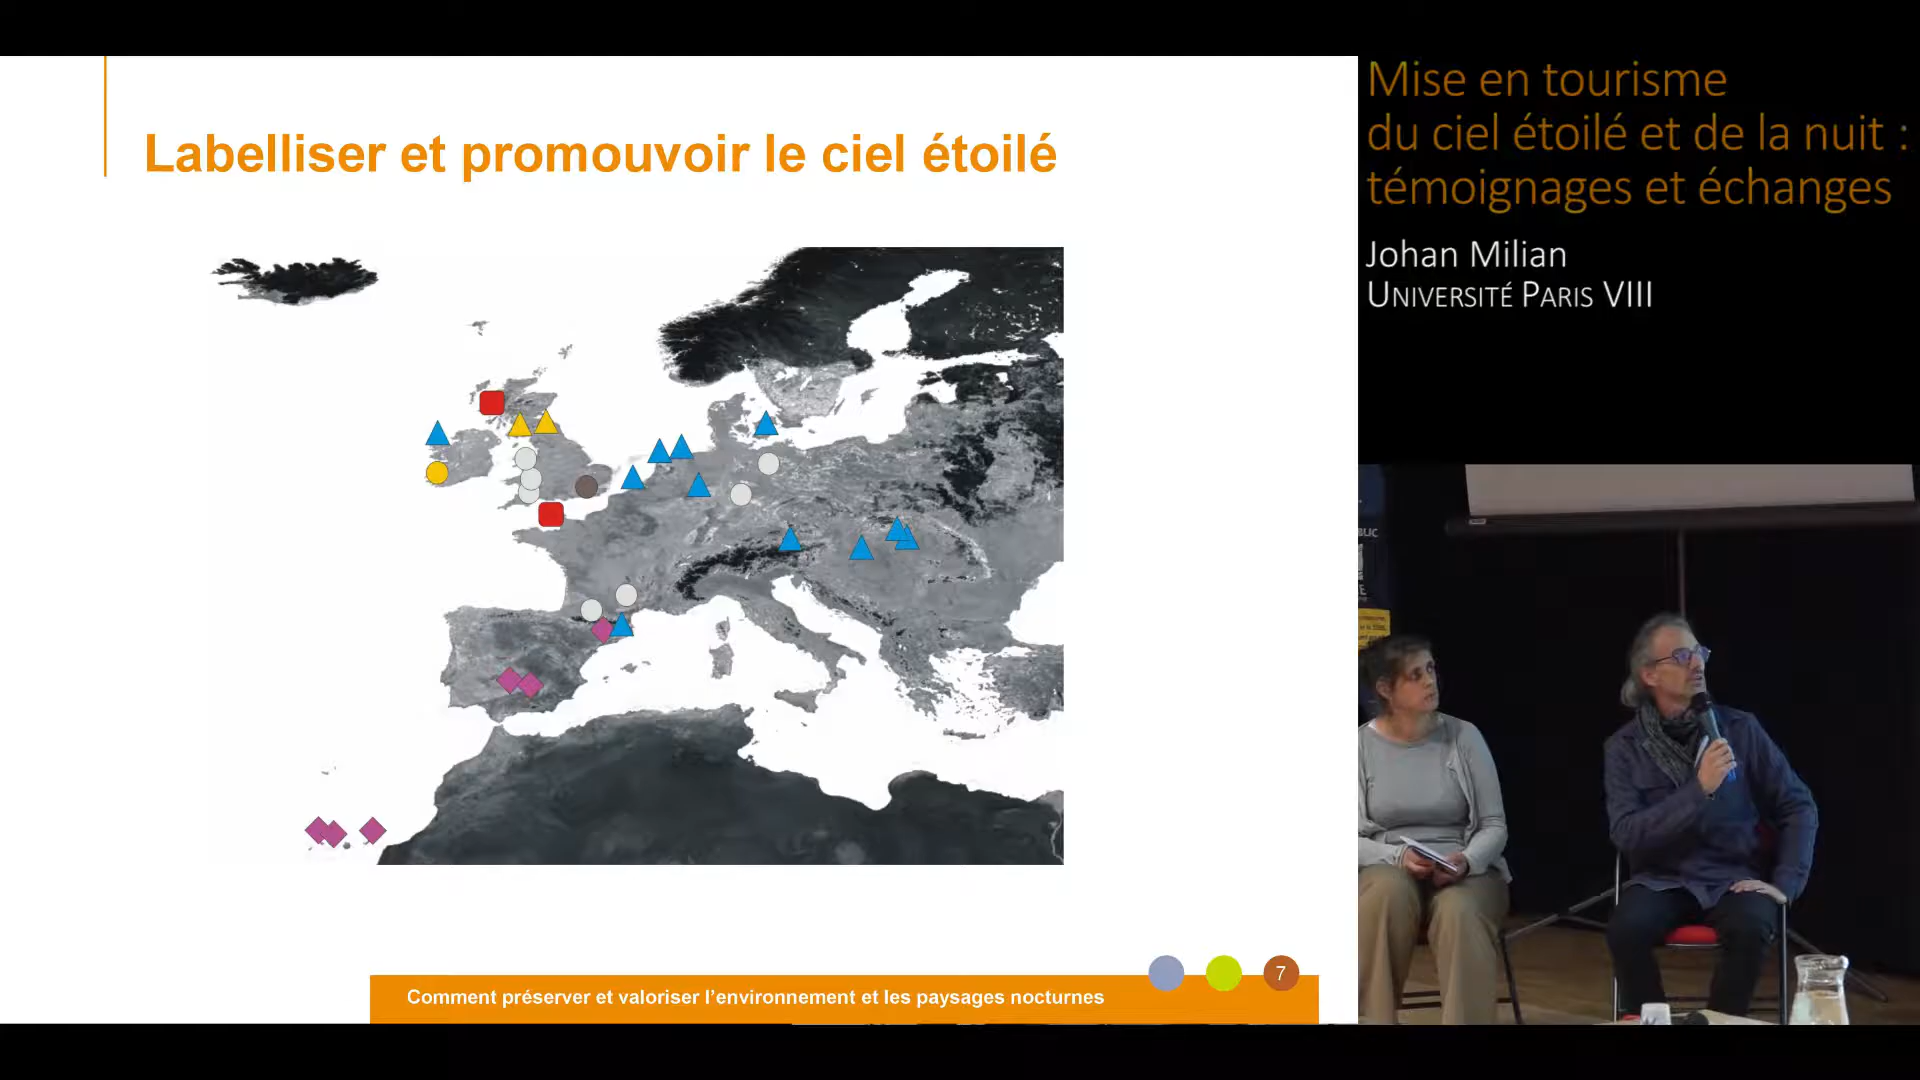 Labelliser et promouvoir le ciel étoilé
Mise en tourisme
du ciel étoilé et de la nuit :
témoignages et échanges
Johan Milian
UNIVERSITÉ PARIS VIII
7
Comment préserver et valoriser l'environnement et les paysages nocturnes